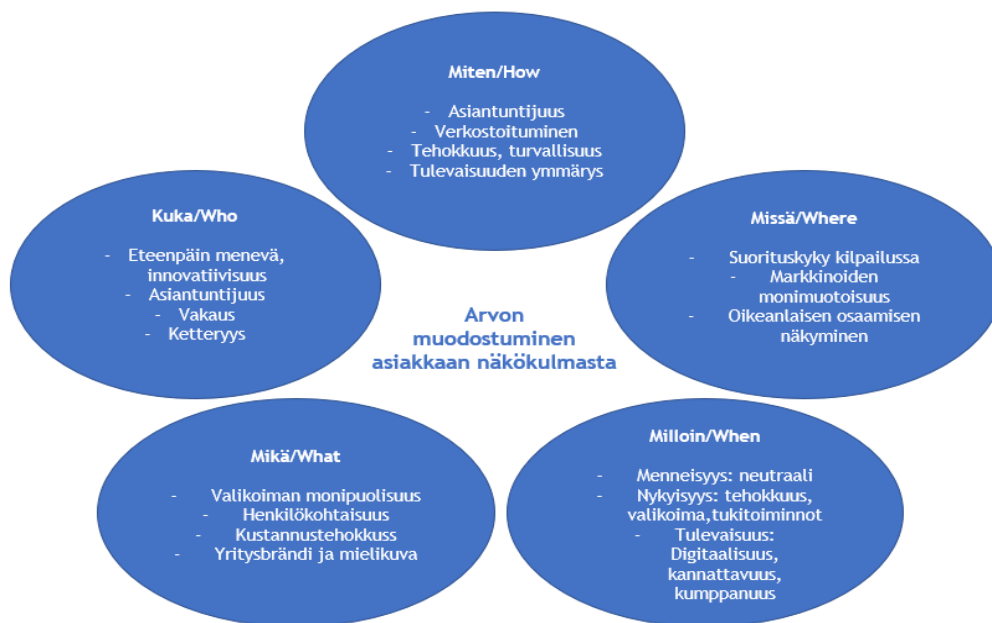 Miten/How
- Asiantuntijuus
- Verkostoituminen
- Tehokkuus, turvallisuus
- Tulevaisuuden ymmärys
Kuka/Who
- Eteenpäin menevä,
innovatiivisuus
- Asiantuntijuus
- Vakaus
- Ketteryys
Missä/Where
- Suorituskyky kilpailussa
- Markkinoiden
monimuotoisuus
- Oikeanlaisen osaamisen
näkyminen
Arvon
muodostuminen
asiakkaan näkökulmasta
Mikä/What
- Valikoiman monipuolisuus
- Henkilökohtaisuus
- Kustannustehokkuss
- Yritysbrändi ja mielikuva
Milloin/When
- Menneisyys: neutraali
- Nykyisyys: tehokkuus,
valikoima,tukitoiminnot
- Tulevaisuus:
Digitaalisuus,
kannattavuus,
kumppanuus